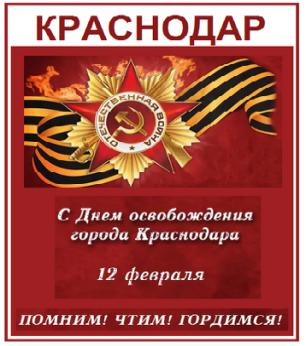 КРАСНОДАР
ОТЕЧЕСТВЕННАЯ ВОЙНА
С Днем освобождения
города Краснодара
12 февраля
ПОМНИМ! ЧТИМ! ГОРДИМСЯ!